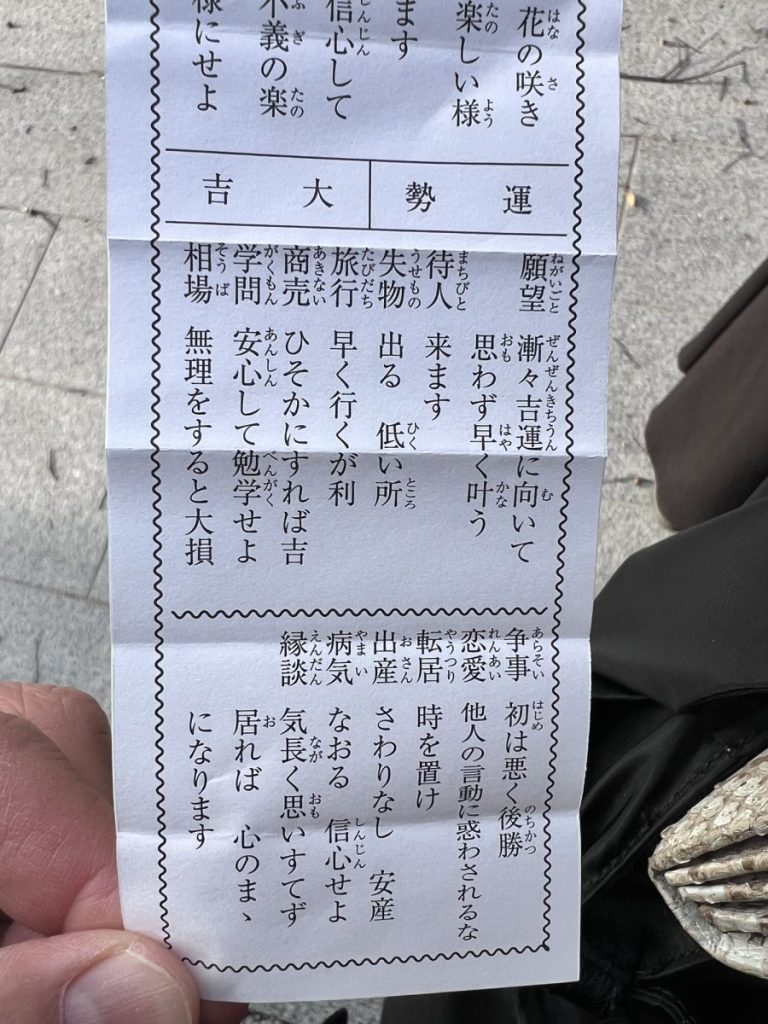 花の咲き
楽しい様
ます
信心して
不義の楽
様にせよ
運勢 大吉
願望 漸々吉運に向いて
思わず早く叶う
待人 来ます
失物 出る 低い所
旅行 早く行くが利
商売 ひそかにすれば吉
学問 安心して勉学せよ
相場 無理をすると大損
争事 初は悪く後勝
恋愛 他人の言動に惑わされるな
転居 時を置け
出産 さわりなし 安産
病気 なおる 信心せよ
縁談 気長く思いすてず
居れば 心のまゝ
になります